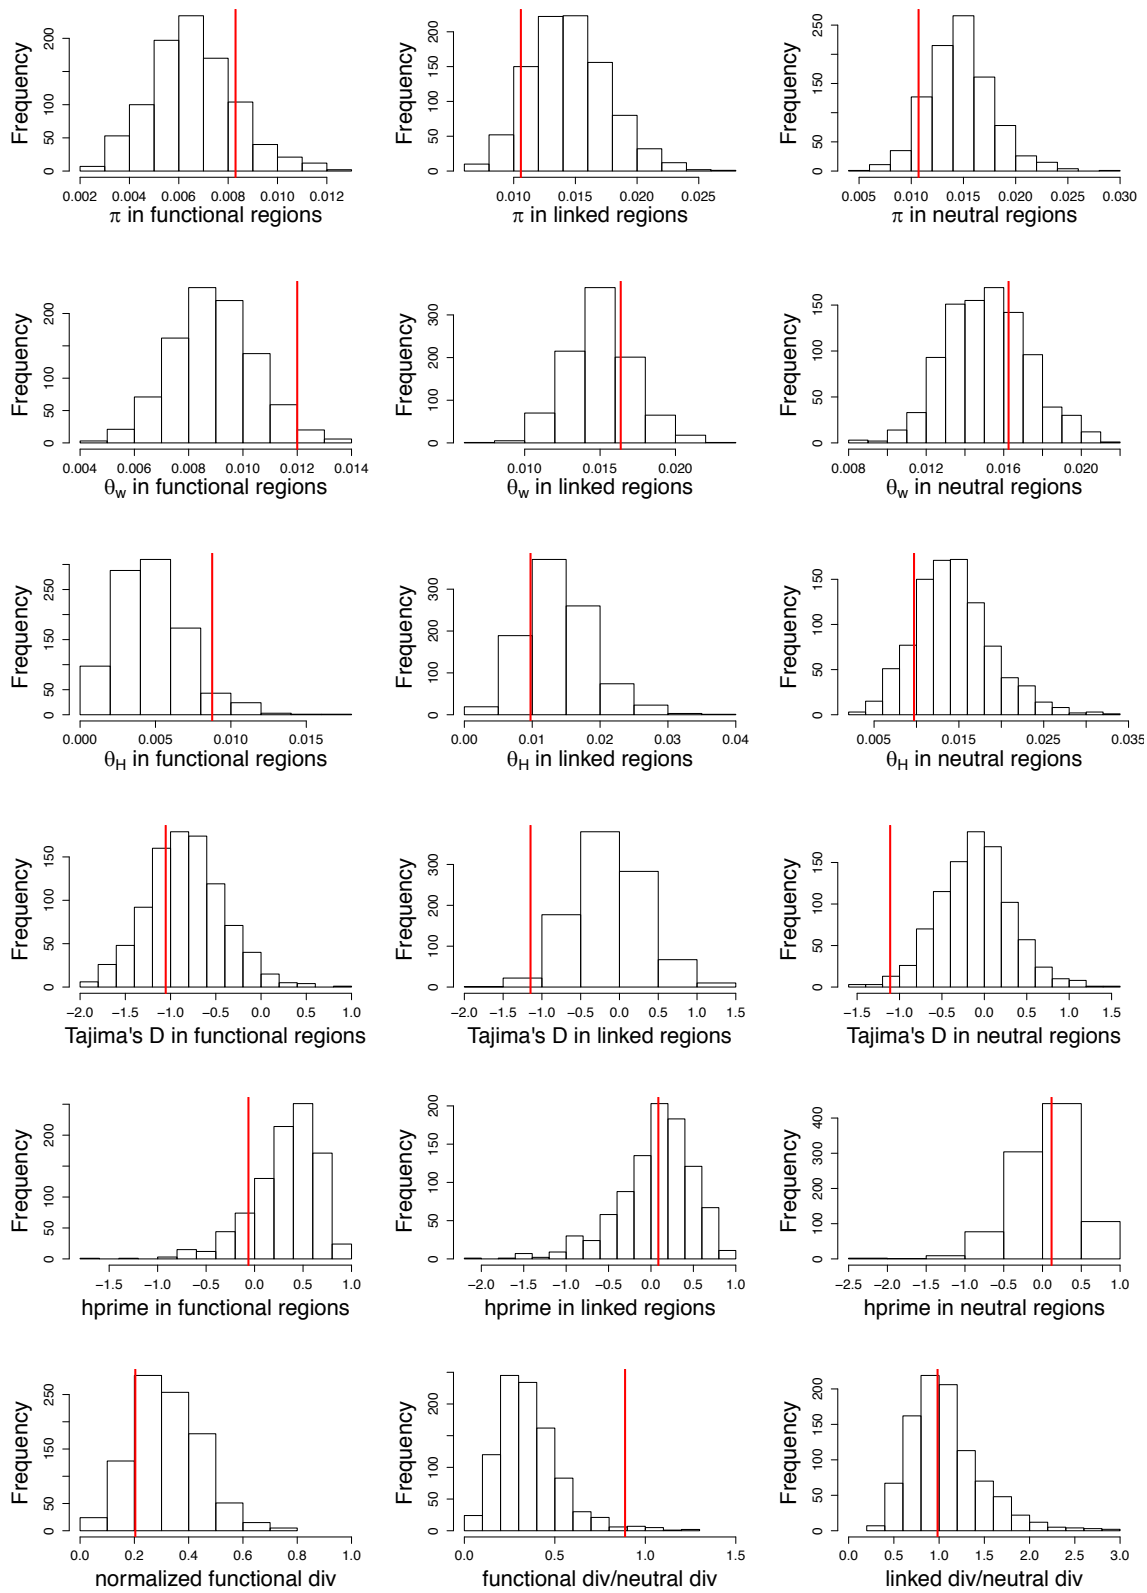 Frequency
0 50 100 200
0.002 0.004 0.006 0.008 0.010 0.012
π in functional regions
Frequency
0 50 100 150 200
0.010 0.015 0.020 0.025
π in linked regions
Frequency
0 50 100 150 200 250
0.005 0.010 0.015 0.020 0.025 0.030
π in neutral regions
Frequency
0 50 100 200
0.004 0.006 0.008 0.010 0.012 0.014
θw in functional regions
Frequency
0 100 200 300
0.010 0.016 0.020
θw in linked regions
Frequency
0 50 100 150
0.008 0.012 0.016 0.020
θw in neutral regions
Frequency
0 50 150 250
0.000 0.005 0.010 0.015
θH in functional regions
Frequency
0 100 200 300
0.00 0.01 0.02 0.03 0.04
θH in linked regions
Frequency
0 50 100 150
0.005 0.015 0.025 0.035
θH in neutral regions
Frequency
0 50 100 150
−2.0 −1.5 −1.0 −0.5 0.0 0.5 1.0
Tajima's D in functional regions
Frequency
0 100 200 300
−2.0 −1.5 −1.0 −0.5 0.0 0.5 1.0 1.5
Tajima's D in linked regions
Frequency
0 50 100 150
−1.5 −1.0 −0.5 0.0 0.5 1.0 1.5
Tajima's D in neutral regions
Frequency
0 50 100 200
−1.5 −1.0 −0.5 0.0 0.5 1.0
hprime in functional regions
Frequency
0 50 100 150 200
−2.0 −1.5 −1.0 −0.5 0.0 0.5 1.0
hprime in linked regions
Frequency
0 100 200 300 400
−2.5 −2.0 −1.5 −1.0 −0.5 0.0 0.5 1.0
hprime in neutral regions
Frequency
0 50 150 250
0.0 0.2 0.4 0.6 0.8 1.0
normalized functional div
Frequency
0 50 100 200
0.0 0.5 1.0 1.5
functional div/neutral div
Frequency
0 50 100 150 200
0.0 0.5 1.0 1.5 2.0 2.5 3.0
linked div/neutral div